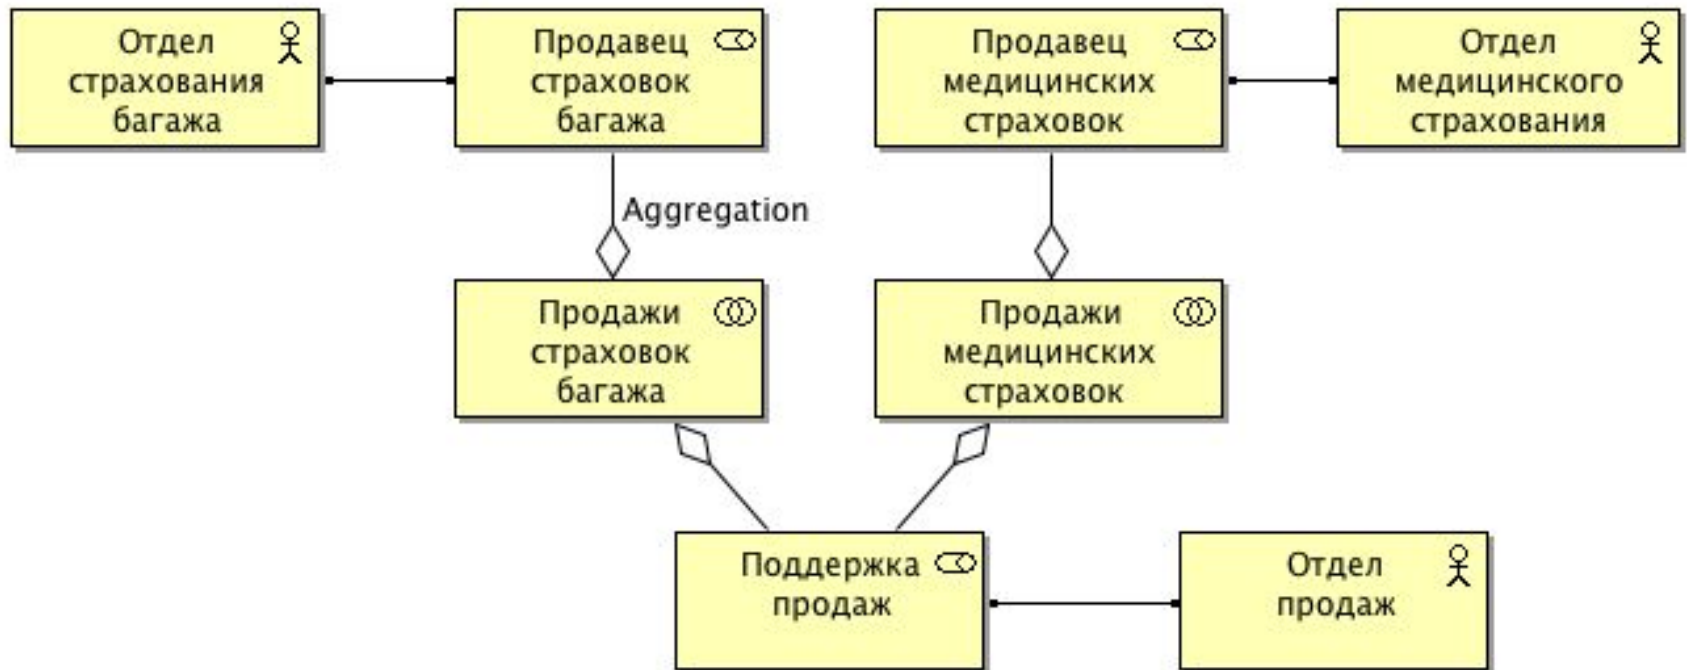 Отдел
страхования
багажа
Продавец
страховок
багажа
Продавец
медицинских
страховок
Отдел
медицинского
страхования
Aggregation
Продажи
страховок
багажа
Продажи
медицинских
страховок
Поддержка
продаж
Отдел
продаж